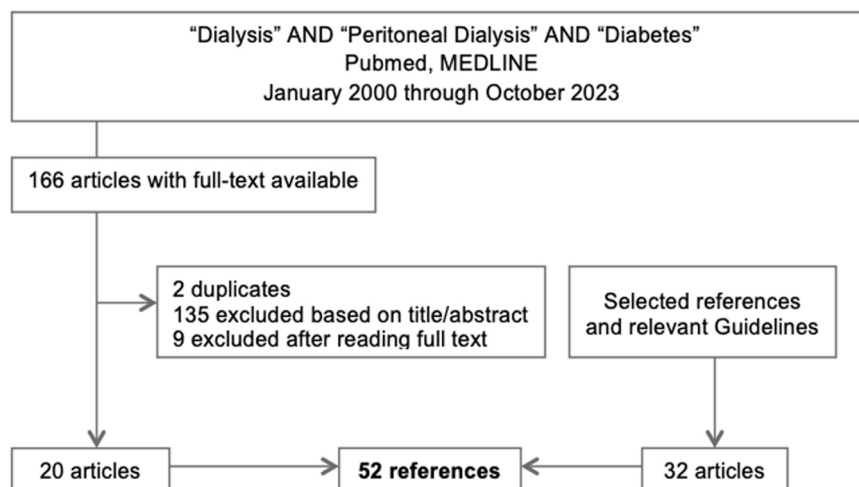 “Dialysis” AND “Peritoneal Dialysis” AND “Diabetes”
Pubmed, MEDLINE
January 2000 through October 2023
166 articles with full-text available
2 duplicates
135 excluded based on title/abstract
9 excluded after reading full text
Selected references
and relevant Guidelines
20 articles
52 references
32 articles